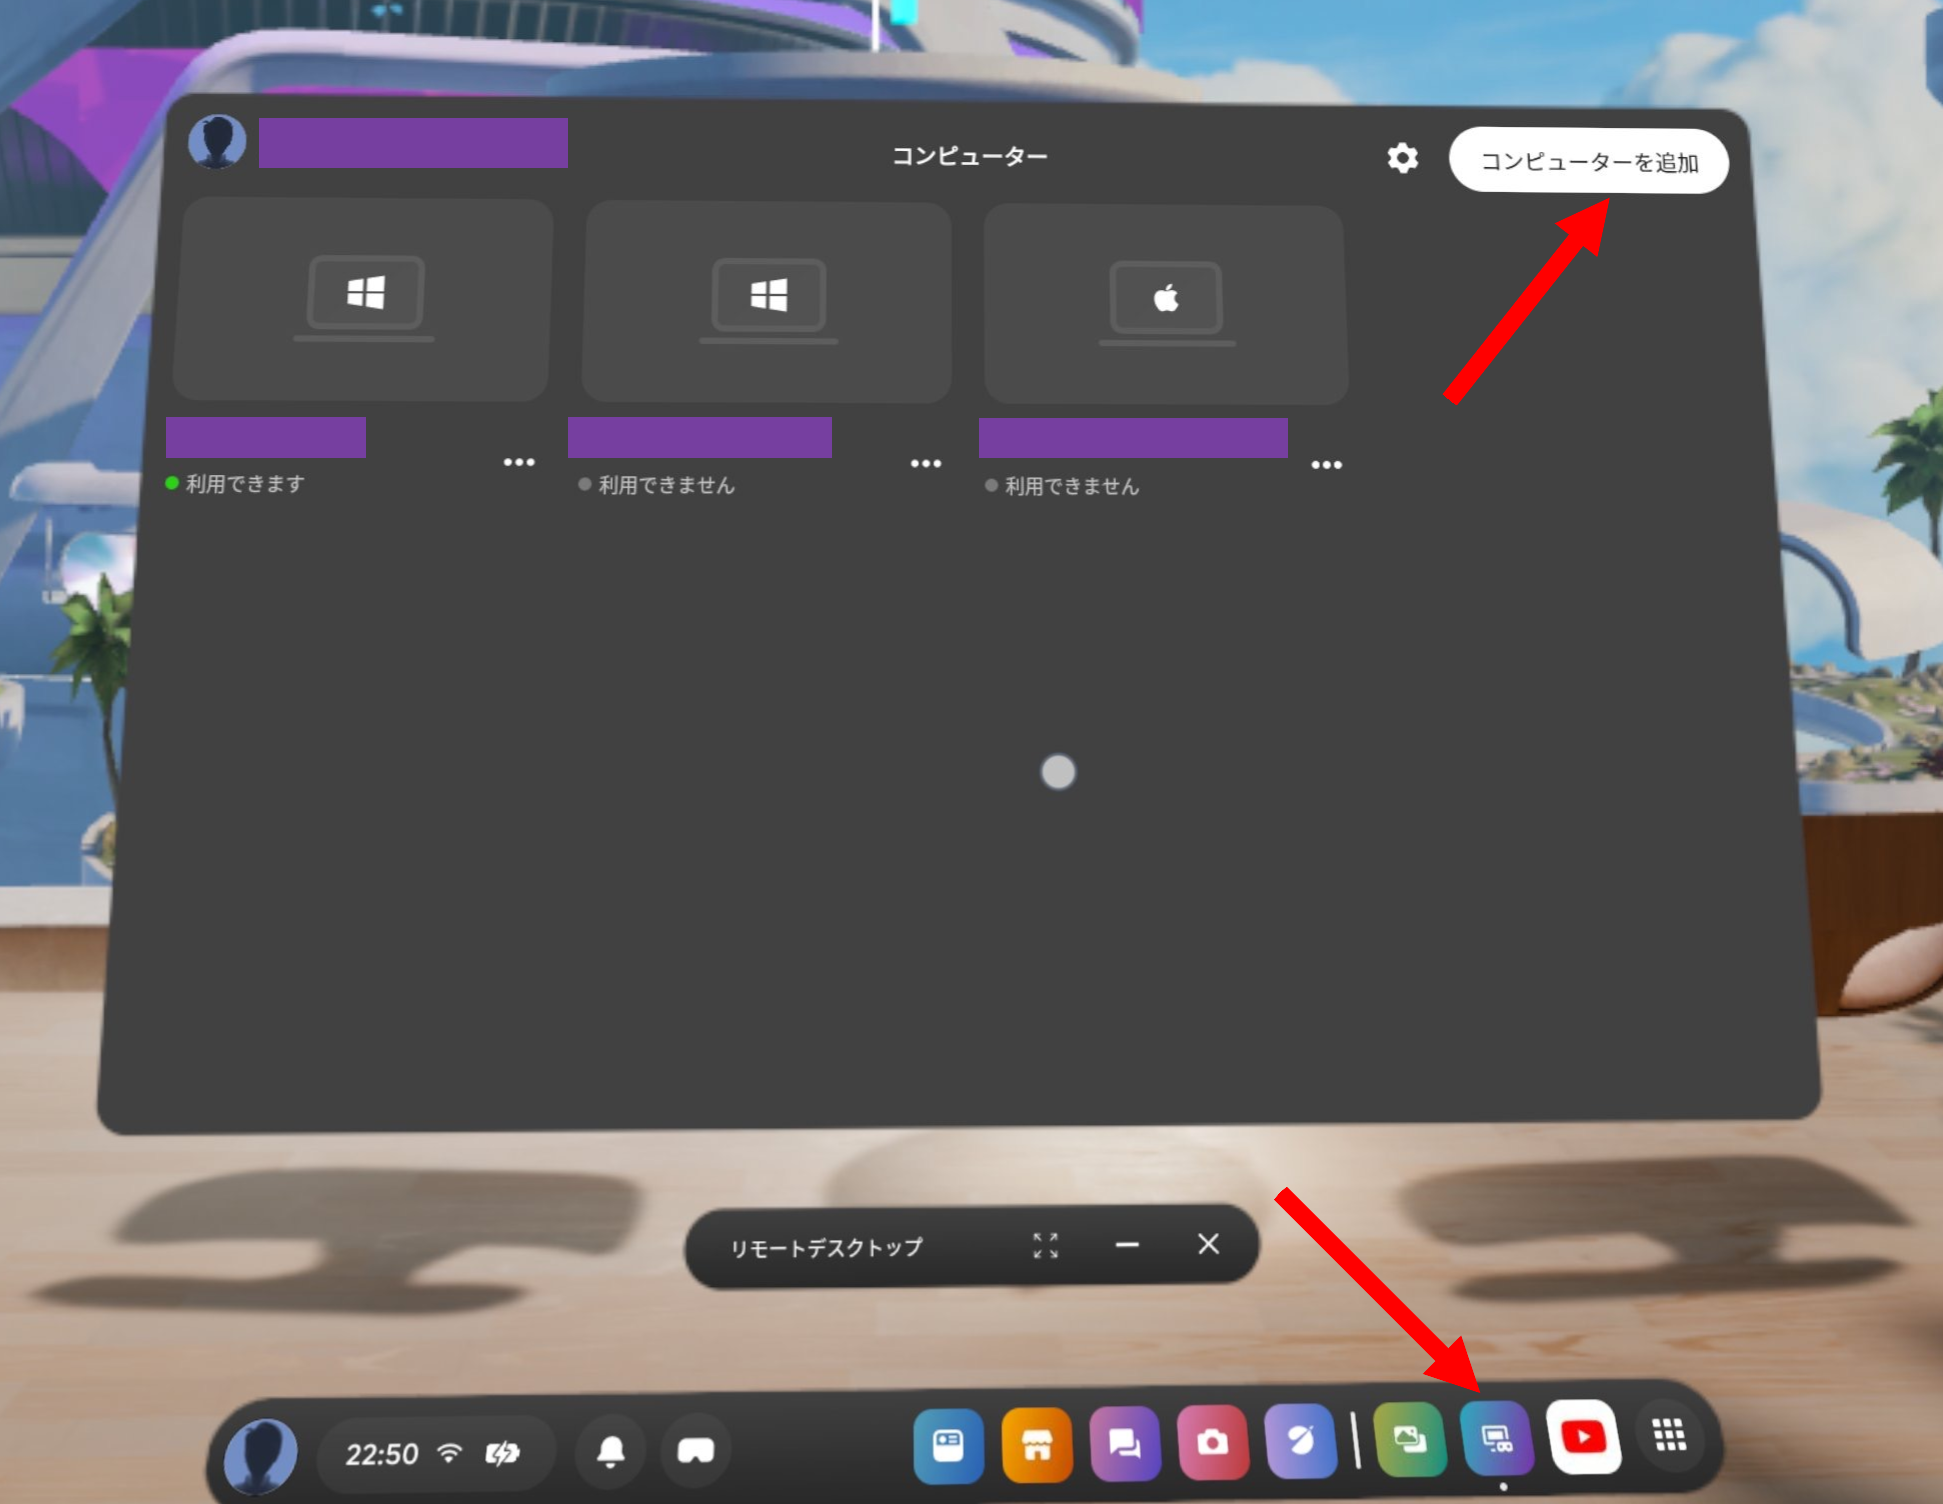 コンピューター
コンピューターを追加
利用できます
利用できません
利用できません
リモートデスクトップ
22:50